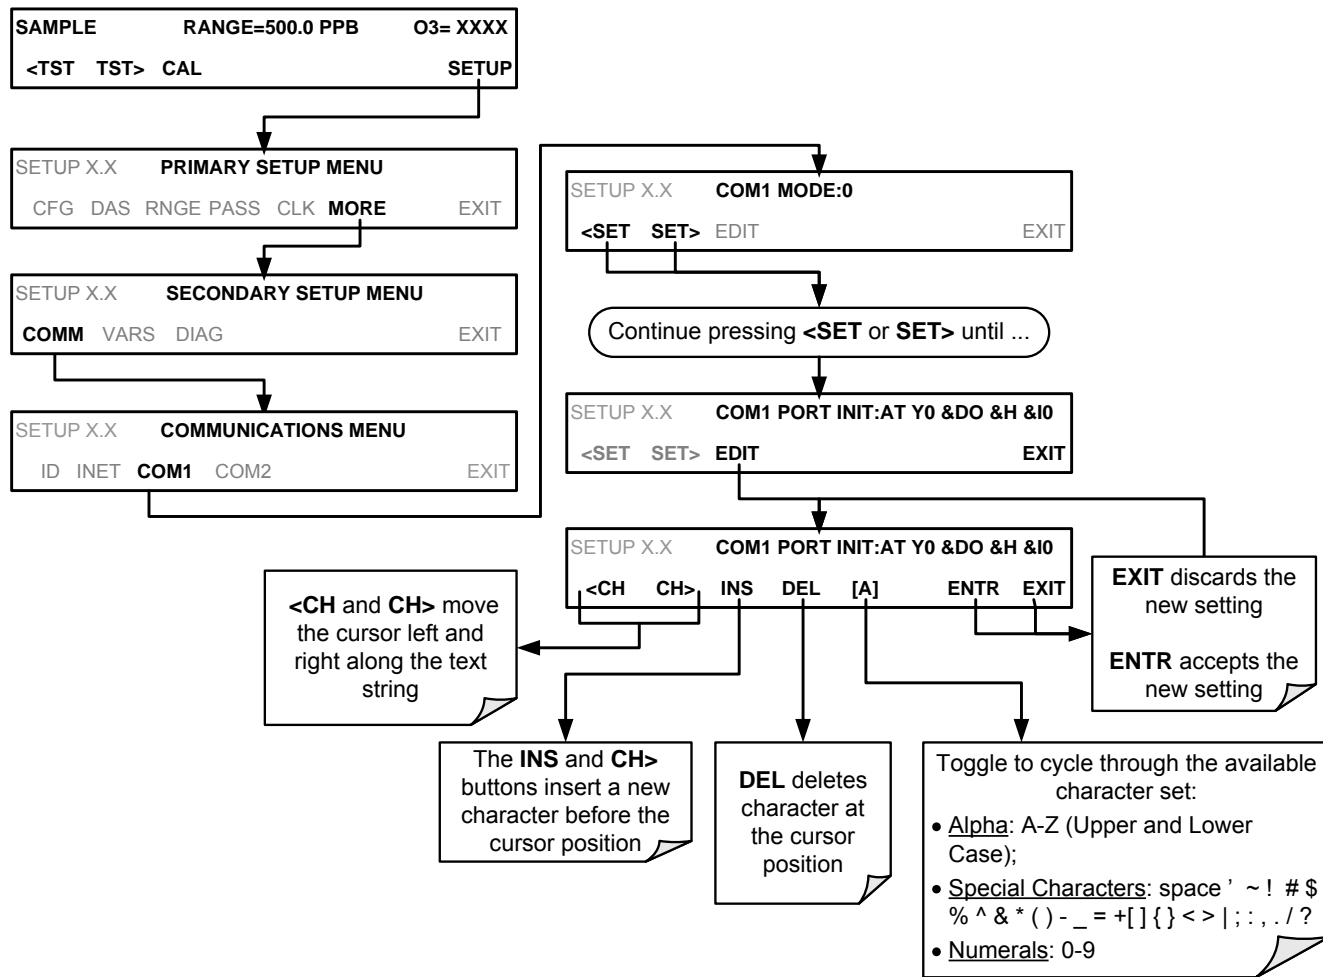 SAMPLE RANGE=500.0 PPB O3= XXXX
<TST TST> CAL SETUP
SETUP X.X PRIMARY SETUP MENU
CFG DAS RNGE PASS CLK MORE EXIT
SETUP X.X SECONDARY SETUP MENU
COMM VARS DIAG EXIT
SETUP X.X COMMUNICATIONS MENU
ID INET COM1 COM2 EXIT
SETUP X.X COM1 MODE:0
<SET SET> EDIT EXIT
Continue pressing <SET or SET> until ...
SETUP X.X COM1 PORT INIT:AT Y0 &DO &H &I0
<SET SET> EDIT EXIT
SETUP X.X COM1 PORT INIT:AT Y0 &DO &H &I0
<CH CH> INS DEL [A] ENTR EXIT
<CH and CH> move
the cursor left and
right along the text
string
EXIT discards the
new setting
ENTR accepts the
new setting
The INS and CH>
buttons insert a new
character before the
cursor position
DEL deletes
character at
the cursor
position
Toggle to cycle through the available
character set:
• Alpha: A-Z (Upper and Lower
Case);
• Special Characters: space ' ~ ! # $
% ^ & * ( ) - _ = +[ ] { } < > | ; : , . / ?
• Numerals: 0-9